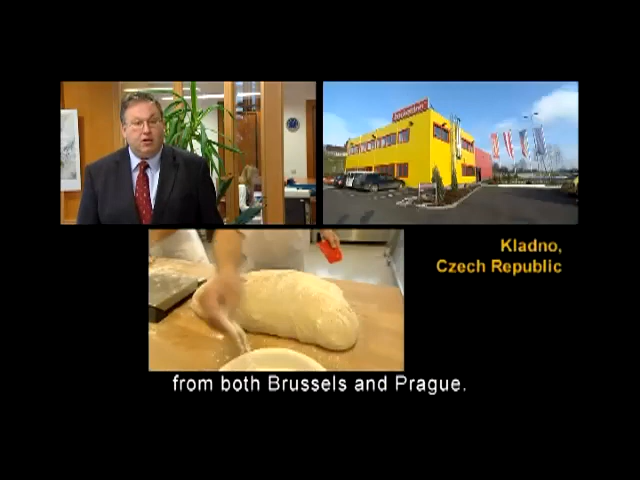 Kladno,
Czech Republic
from both Brussels and Prague.